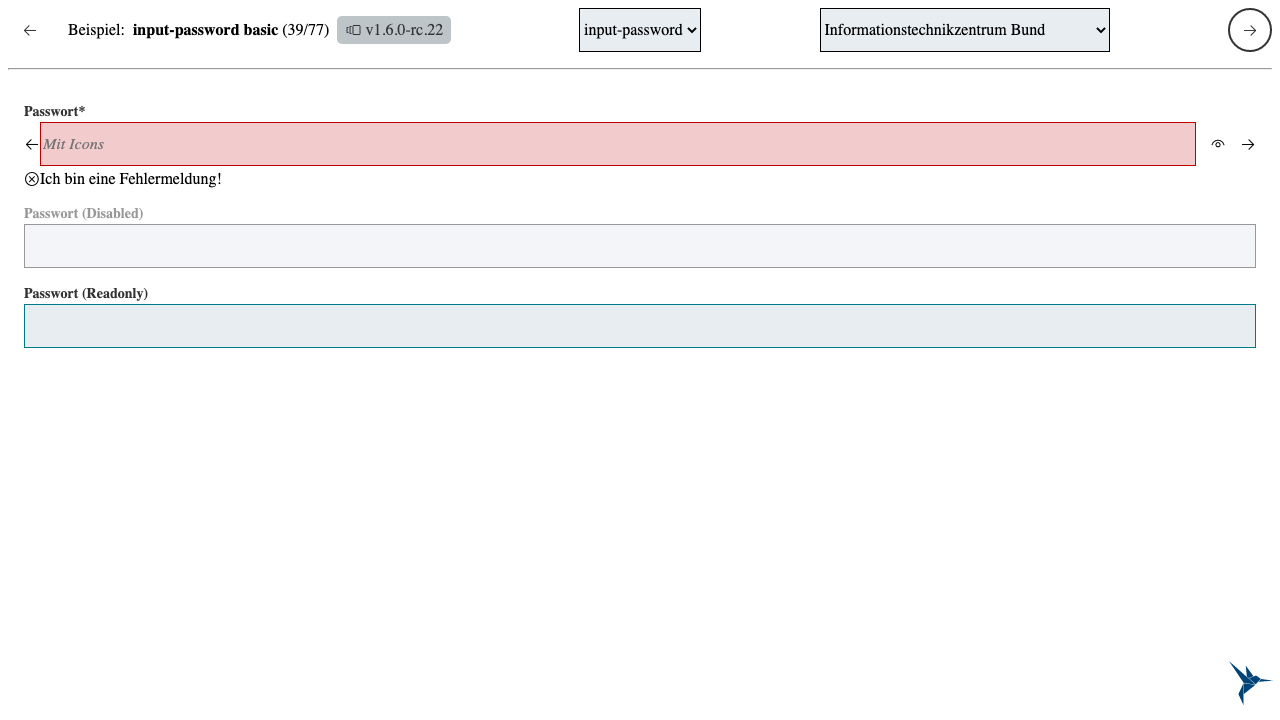 Beispiel: input-password basic (39/77) v1.6.0-rc.22 input-password Informationstechnikzentrum Bund
Passwort*
Mit Icons
Ich bin eine Fehlermeldung!
Passwort (Disabled)
Passwort (Readonly)